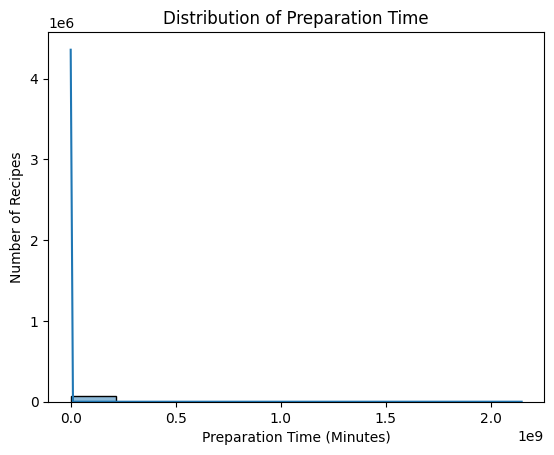 Distribution of Preparation Time
1e6
4
3
2
1
0
Number of Recipes
0.0 0.5 1.0 1.5 2.0
1e9
Preparation Time (Minutes)